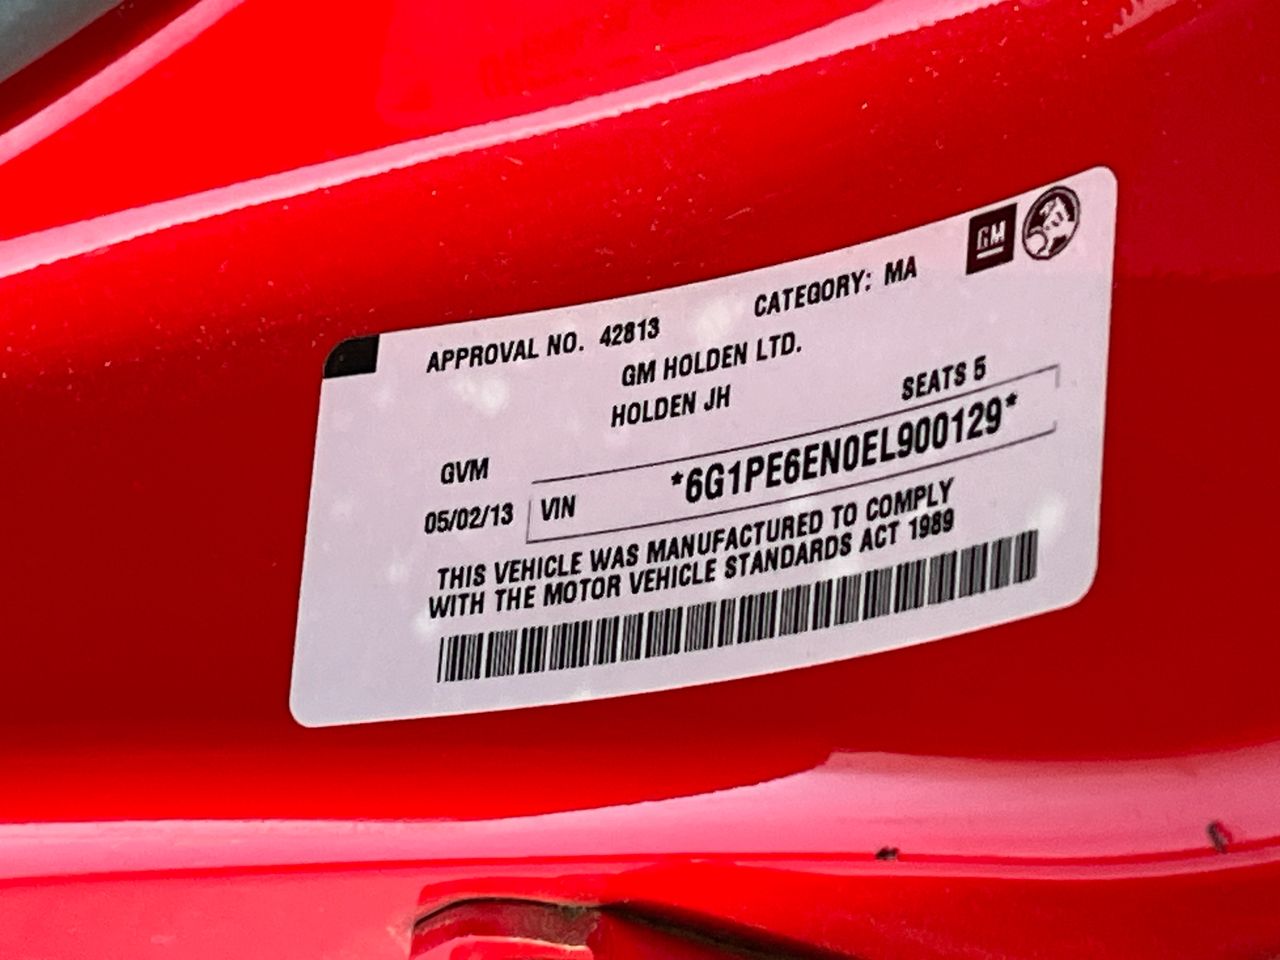 APPROVAL NO. 42813 CATEGORY: MA GM
GM HOLDEN LTD.
HOLDEN JH SEATS 5
GVM
05/02/13 VIN *6G1PE6EN0EL900129*
THIS VEHICLE WAS MANUFACTURED TO COMPLY
WITH THE MOTOR VEHICLE STANDARDS ACT 1989